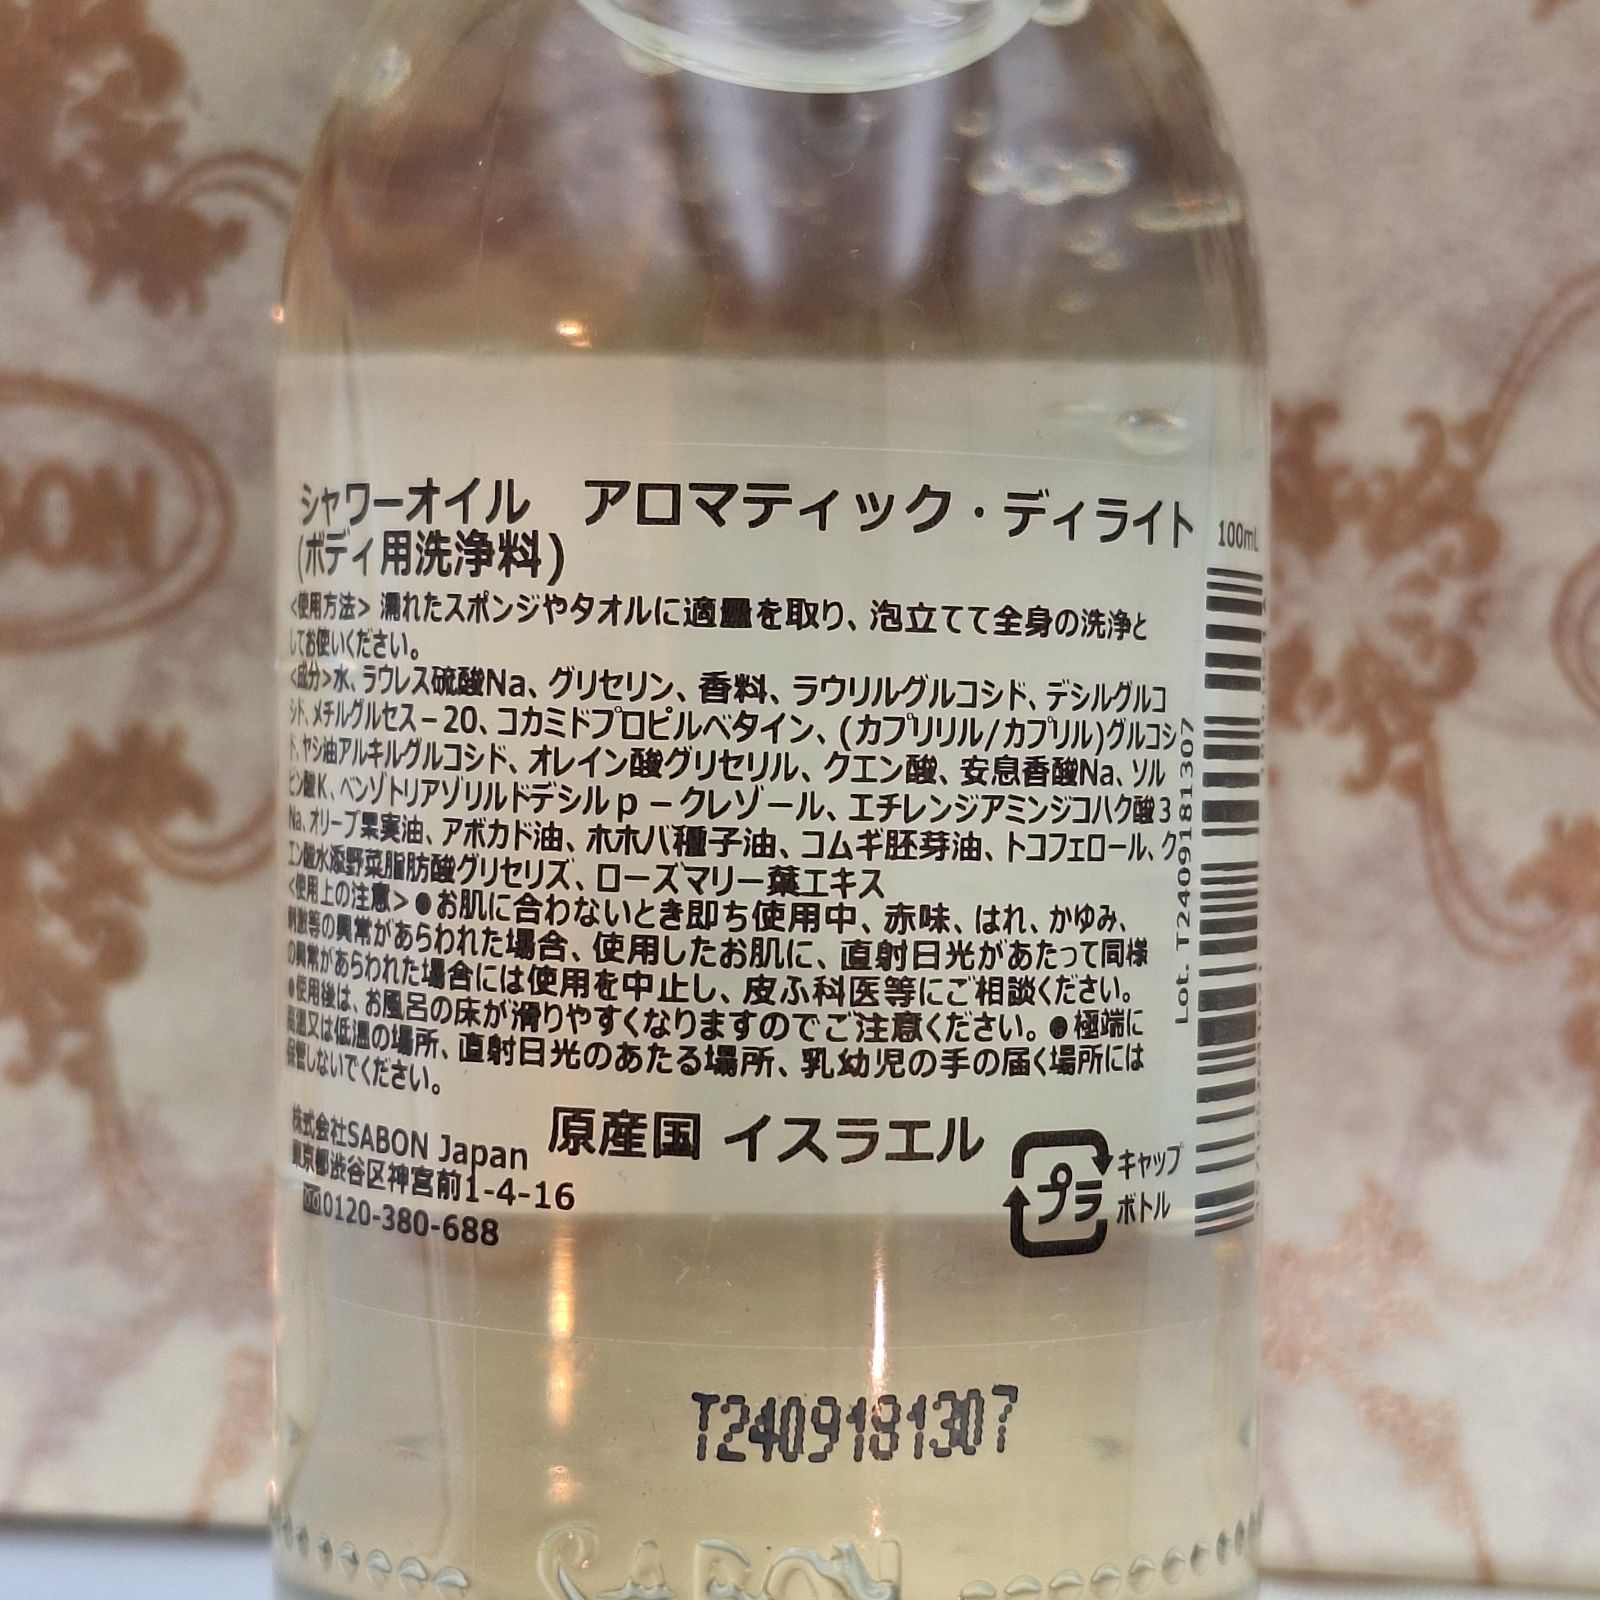 シャワーオイル　アロマティック・ディライト 100mL
(ボディ用洗浄料)
<使用方法> 濡れたスポンジやタオルに適量を取り、泡立てて全身の洗浄と
してお使いください。
<成分>水、ラウレス硫酸Na、グリセリン、香料、ラウリルグルコシド、デシルグルコ
シド、メチルグルセス－20、コカミドプロピルベタイン、(カプリリル/カプリル)グルコシ
ド、ヤシ油アルキルグルコシド、オレイン酸グリセリル、クエン酸、安息香酸Na、ソル
ビン酸K、ベンゾトリアゾリルドデシルｐ－クレゾール、エチレンジアミンジコハク酸3
Na、オリーブ果実油、アボカド油、ホホバ種子油、コムギ胚芽油、トコフェロール、ク
エン酸水添野菜脂肪酸グリセリズ、ローズマリー葉エキス
<使用上の注意>●お肌に合わないとき即ち使用中、赤味、はれ、かゆみ、
刺激等の異常があらわれた場合、使用したお肌に、直射日光があたって同様
の異常があらわれた場合には使用を中止し、皮ふ科医等にご相談ください。
●使用後は、お風呂の床が滑りやすくなりますのでご注意ください。●極端に
高温又は低温の場所、直射日光のあたる場所、乳幼児の手の届く場所には
保管しないでください。
株式会社SABON Japan
東京都渋谷区神宮前1-4-16
0120-380-688
原産国 イスラエル
プラ
キャップ
ボトル
Lot. T2409181307
T2409181307
SABON